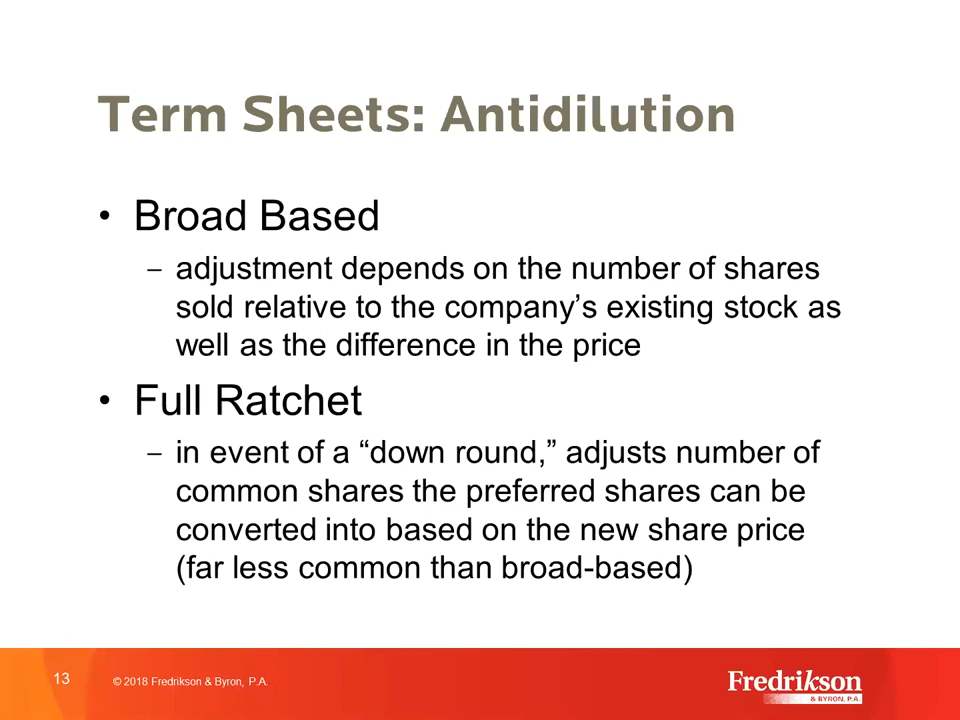 Term Sheets: Antidilution
• Broad Based
– adjustment depends on the number of shares
sold relative to the company’s existing stock as
well as the difference in the price
• Full Ratchet
– in event of a “down round,” adjusts number of
common shares the preferred shares can be
converted into based on the new share price
(far less common than broad-based)
13
© 2018 Fredrikson & Byron, P.A.
Fredrikson
& BYRON, P.A.